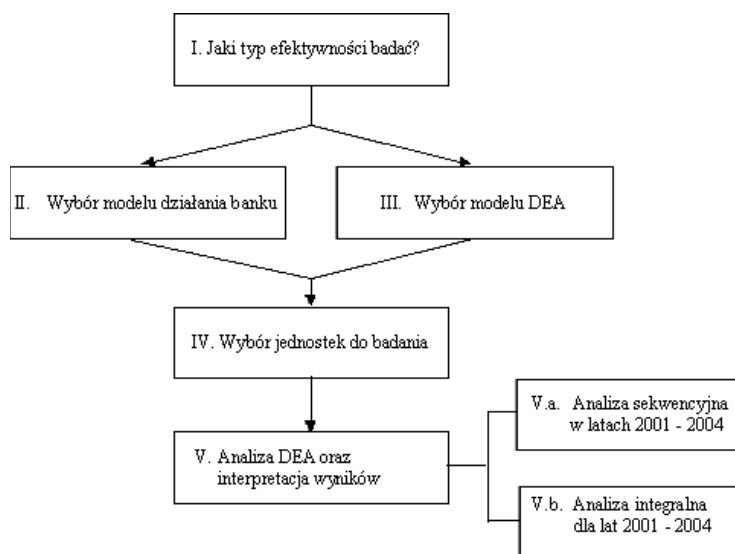 I. Jaki typ efektywności badać?
II. Wybór modelu działania banku
III. Wybór modelu DEA
IV. Wybór jednostek do badania
V. Analiza DEA oraz
interpretacja wyników
V.a. Analiza sekwencyjna
w latach 2001 - 2004
V.b. Analiza integralna
dla lat 2001 - 2004